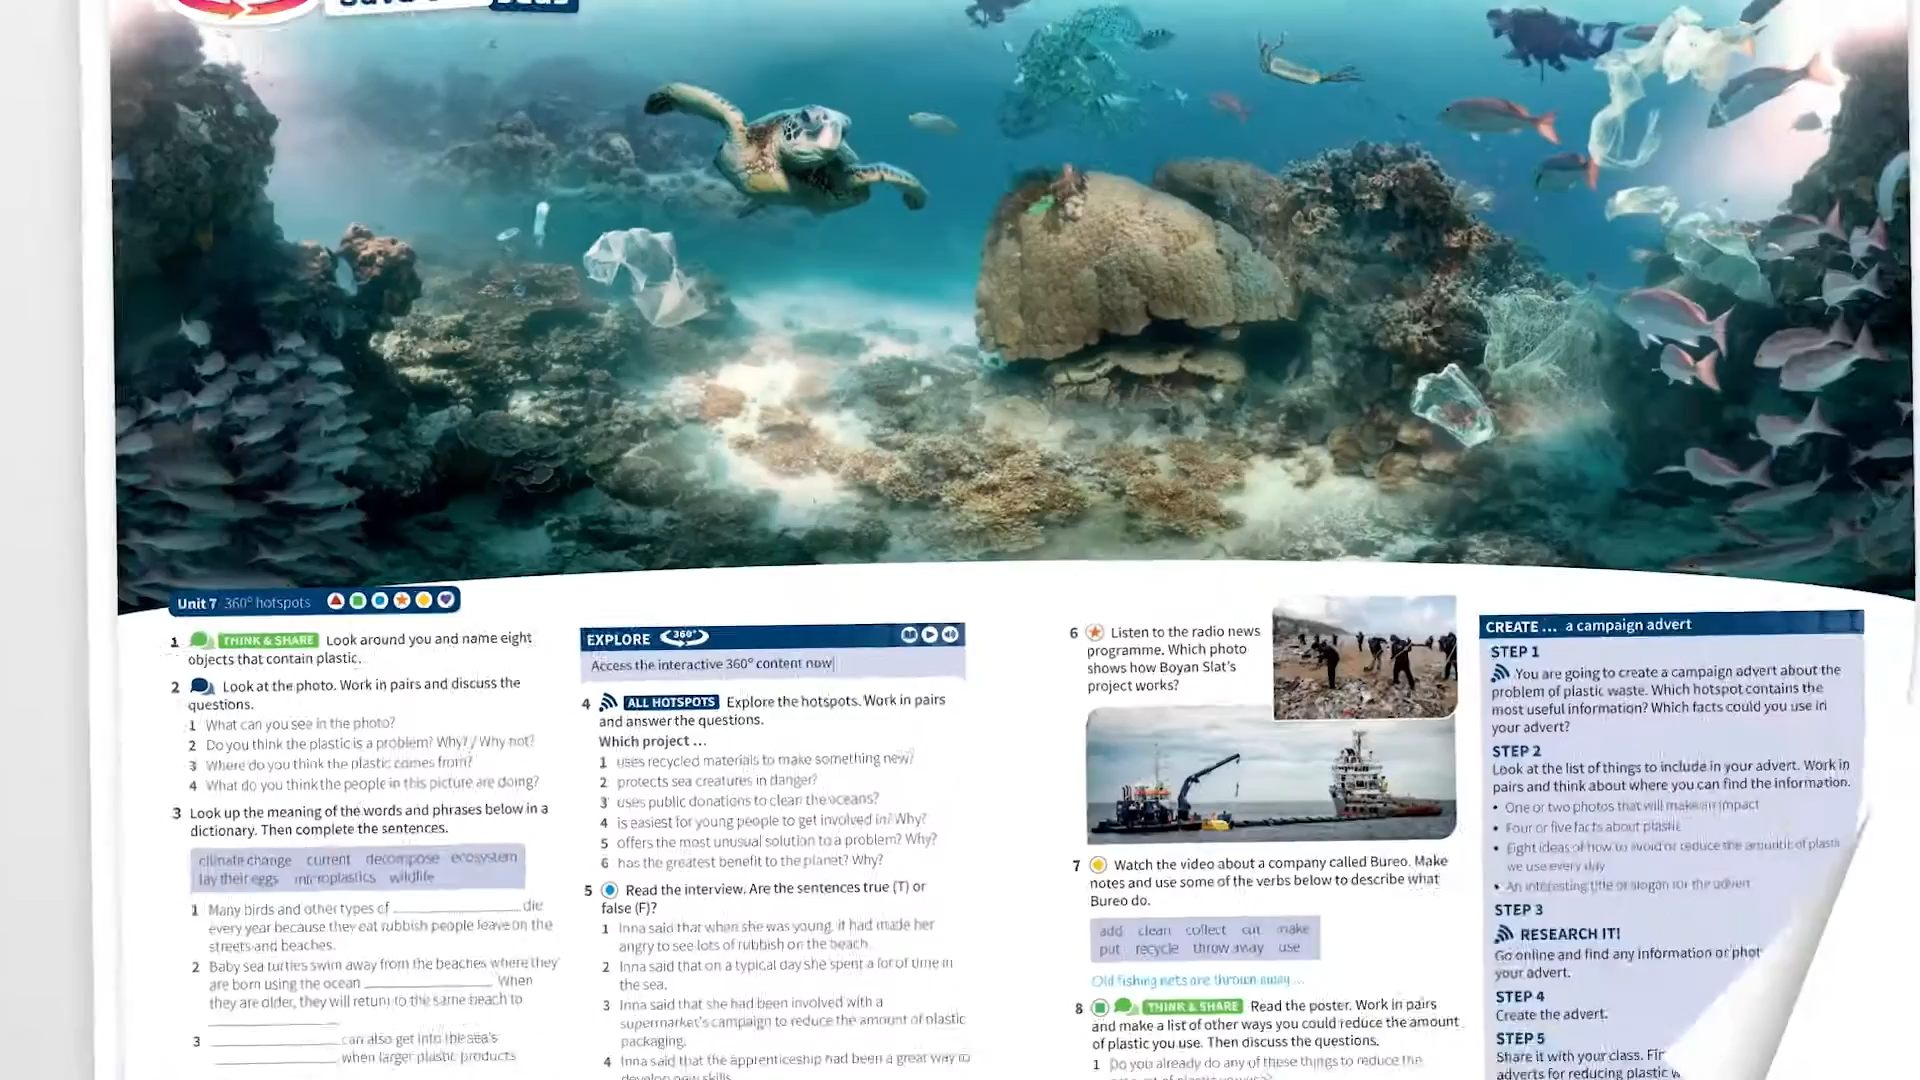 Unit 7 360° hotspots
1 THINK & SHARE Look around you and name eight
objects that contain plastic.
2 Look at the photo. Work in pairs and discuss the
questions.
1 What can you see in the photo?
2 Do you think the plastic is a problem? Why? / Why not?
3 Where do you think the plastic comes from?
4 What do you think the people in this picture are doing?
3 Look up the meaning of the words and phrases below in a
dictionary. Then complete the sentences.
climate change current decompose ecosystem
lay their eggs microplastics wildlife
1 Many birds and other types of ____ die
every year because they eat rubbish people leave on the
streets and beaches.
2 Baby sea turtles swim away from the beaches where they
are born using the ocean ____. When
they are older, they will return to the same beach to
____
3 ____ can also get into the sea's
____ when larger plastic products
EXPLORE 360°
Access the interactive 360° content now
4 ALL HOTSPOTS Explore the hotspots. Work in pairs
and answer the questions.
Which project ...
1 uses recycled materials to make something new?
2 protects sea creatures in danger?
3 uses public donations to clean the oceans?
4 is easiest for young people to get involved in? Why?
5 offers the most unusual solution to a problem? Why?
6 has the greatest benefit to the planet? Why?
5 Read the interview. Are the sentences true (T) or
false (F)?
1 Inna said that when she was young, it had made her
angry to see lots of rubbish on the beach.
2 Inna said that on a typical day she spent a lot of time in
the sea.
3 Inna said that she had been involved with a
supermarket's campaign to reduce the amount of plastic
packaging.
4 Inna said that the apprenticeship had been a great way to
develop new skills.
6 Listen to the radio news
programme. Which photo
shows how Boyan Slat's
project works?
7 Watch the video about a company called Bureo. Make
notes and use some of the verbs below to describe what
Bureo do.
add clean collect cut make
put recycle throw away use
Old fishing nets are thrown away ...
8 THINK & SHARE Read the poster. Work in pairs
and make a list of other ways you could reduce the amount
of plastic you use. Then discuss the questions.
1 Do you already do any of these things to reduce the
CREATE ... a campaign advert
STEP 1
You are going to create a campaign advert about the
problem of plastic waste. Which hotspot contains the
most useful information? Which facts could you use in
your advert?
STEP 2
Look at the list of things to include in your advert. Work in
pairs and think about where you can find the information.
• One or two photos that will make an impact
• Four or five facts about plastic
• Eight ideas of how to avoid or reduce the amount of plastic
we use every day
• An interesting title or slogan for the advert
STEP 3
RESEARCH IT!
Go online and find any information or phot
your advert.
STEP 4
Create the advert.
STEP 5
Share it with your class.
adverts for reducing plastic